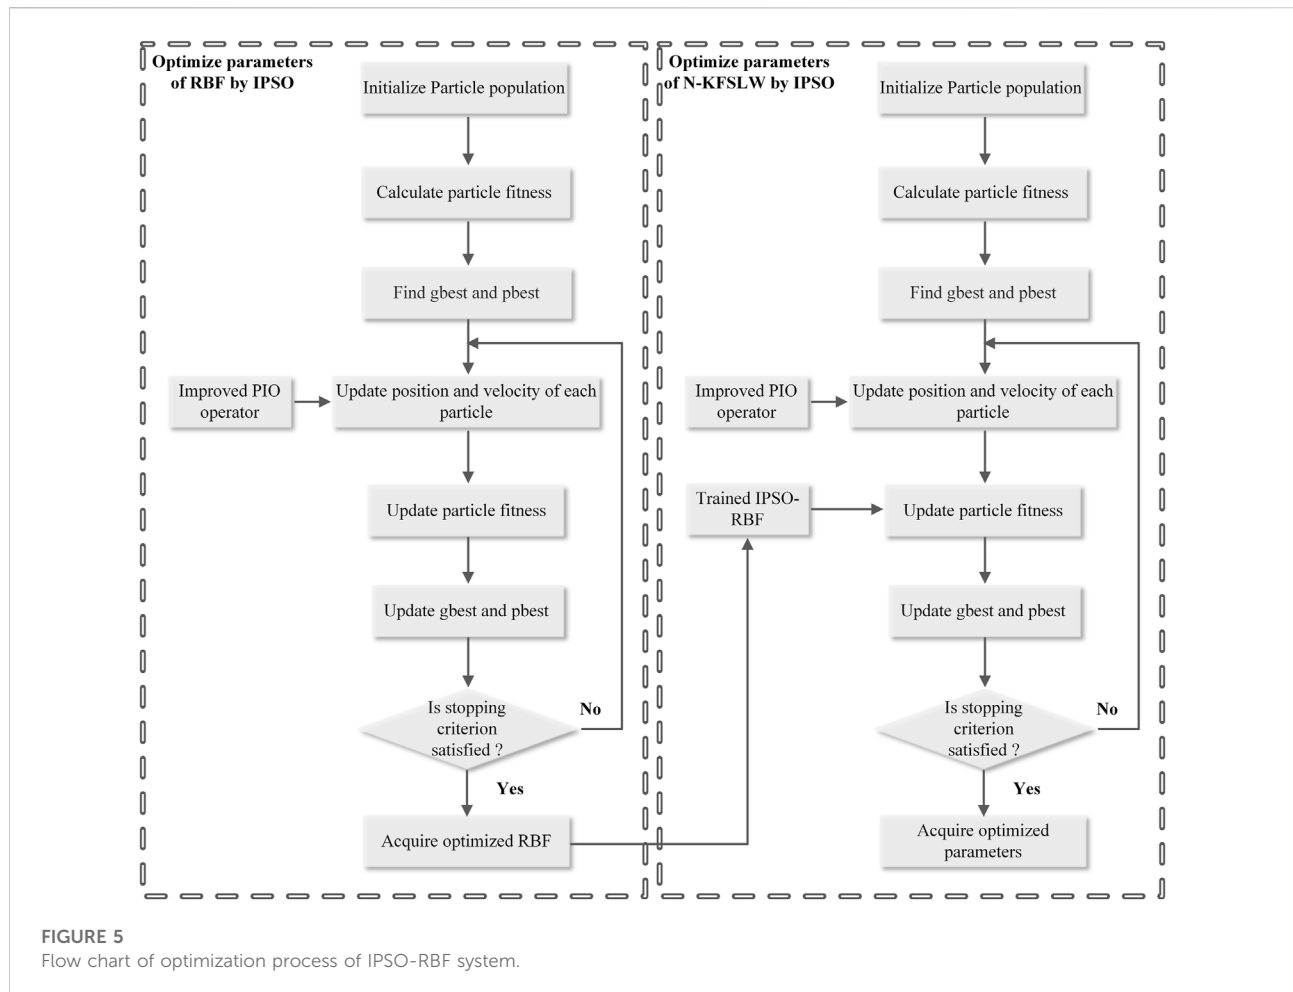 Optimize parameters
of RBF by IPSO
Initialize Particle population
Calculate particle fitness
Find gbest and pbest
Improved PIO
operator
Update position and velocity of each
particle
Update particle fitness
Update gbest and pbest
Is stopping
criterion
satisfied ?
No
Yes
Acquire optimized RBF
Optimize parameters
of N-KFSLW by IPSO
Initialize Particle population
Calculate particle fitness
Find gbest and pbest
Improved PIO
operator
Update position and velocity of each
particle
Trained IPSO-
RBF
Update particle fitness
Update gbest and pbest
Is stopping
criterion
satisfied ?
No
Yes
Acquire optimized
parameters
FIGURE 5
Flow chart of optimization process of IPSO-RBF system.